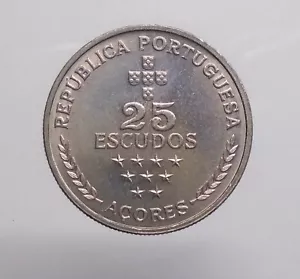 REPÚBLICA PORTUGUESA
25
ESCUDOS
AÇORES